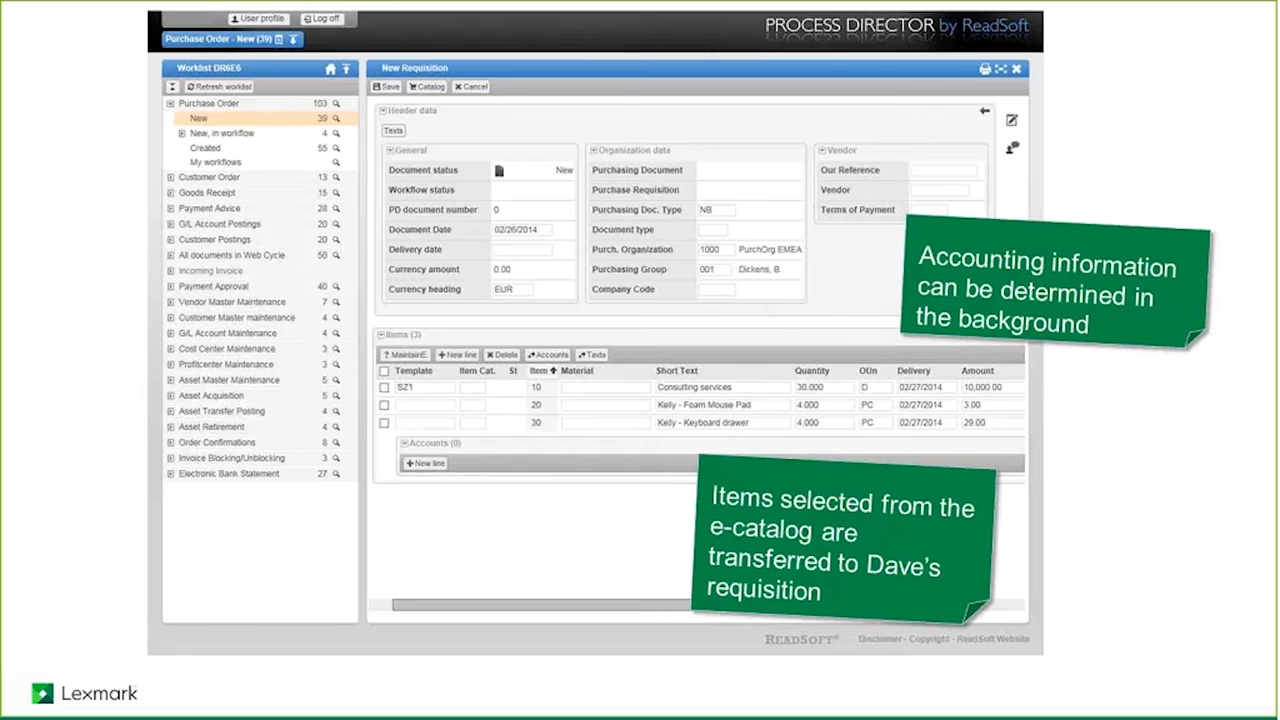 User profile Log off
PROCESS DIRECTOR by ReadSoft
Purchase Order - New (39)
Worklist DR6E6
Refresh worklist
Purchase Order 103
New 39
New, in workflow 4
Created 55
My workflows
Customer Order 13
Goods Receipt 15
Payment Advice 28
G/L Account Postings 20
Customer Postings 20
All documents in Web Cycle 50
Incoming Invoice
Payment Approval 40
Vendor Master Maintenance 7
Customer Master maintenance 4
G/L Account Maintenance 4
Cost Center Maintenance 3
Profitcenter Maintenance 3
Asset Master Maintenance 5
Asset Acquisition 5
Asset Transfer Posting 4
Asset Retirement 4
Order Confirmations 8
Invoice Blocking/Unblocking 3
Electronic Bank Statement 27
New Requisition
Save Catalog Cancel
Header data
Texts
General
Document status New
Workflow status
PD document number 0
Document Date 02/26/2014
Delivery date
Currency amount 0.00
Currency heading EUR
Organization data
Purchasing Document
Purchase Requisition
Purchasing Doc. Type NB
Document type
Purch. Organization 1000 PurchOrg EMEA
Purchasing Group 001 Dickens, B.
Company Code
Vendor
Our Reference
Vendor
Terms of Payment
Accounting information
can be determined in
the background
Items (3)
? MaintainE. New line Delete Accounts Texts
Template Item Cat. St Item Material Short Text Quantity OUn Delivery Amount
SZ1 10 Consulting services 30.000 D 02/27/2014 10,000.00
20 Kelly - Foam Mouse Pad 4.000 PC 02/27/2014 3.00
30 Kelly - Keyboard drawer 4.000 PC 02/27/2014 29.00
Accounts (0)
New line
Items selected from the
e-catalog are
transferred to Dave's
requisition
READSOFT® Disclaimer - Copyright - ReadSoft Website
Lexmark